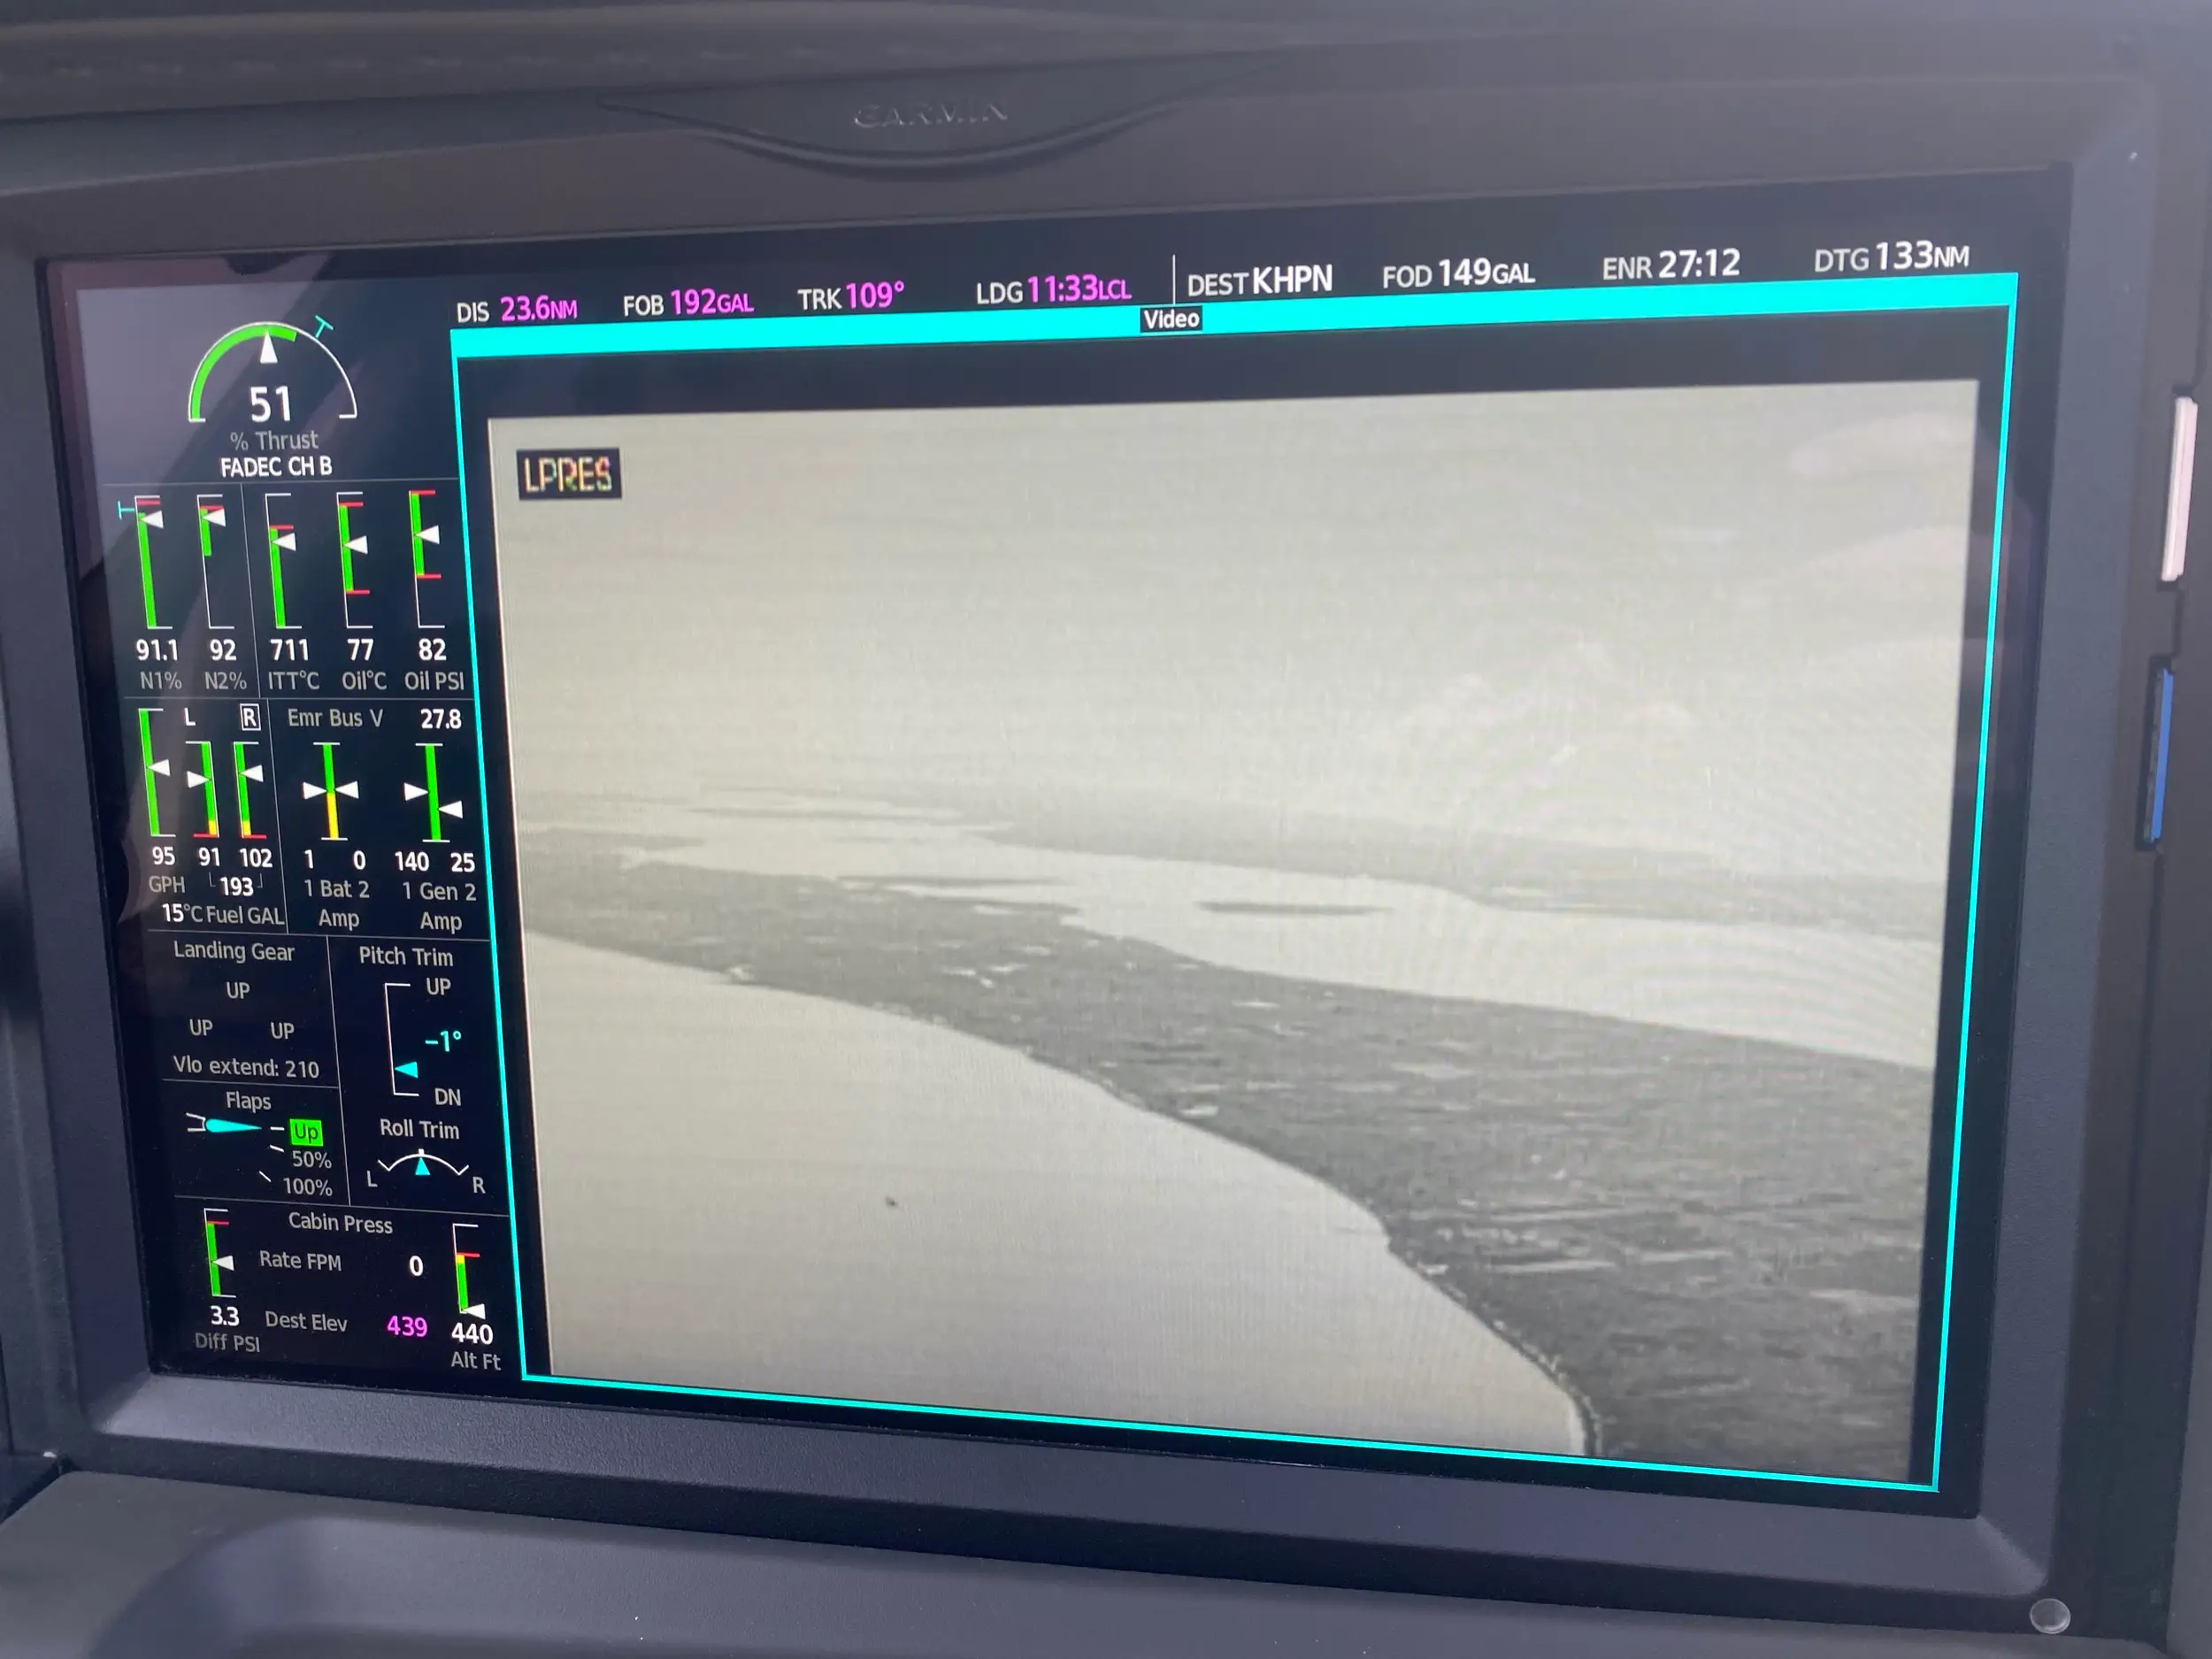 GARMIN
DIS 23.6NM FOB 192GAL TRK 109° LDG 11:33LCL DEST KHPN FOD 149GAL ENR 27:12 DTG 133NM
Video
LPRES
51
% Thrust
FADEC CH B
91.1 92 711 77 82
N1% N2% ITT°C Oil°C Oil PSI
L R Emr Bus V 27.8
95 91 102 1 0 140 25
GPH 193 1 Bat 2 1 Gen 2
15°C Fuel GAL Amp Amp
Landing Gear
UP
UP UP
Vlo extend: 210
Pitch Trim
UP
-1°
DN
Flaps
Up
50%
100%
Roll Trim
L R
Cabin Press
Rate FPM 0
3.3 Dest Elev 439 440
Diff PSI Alt Ft